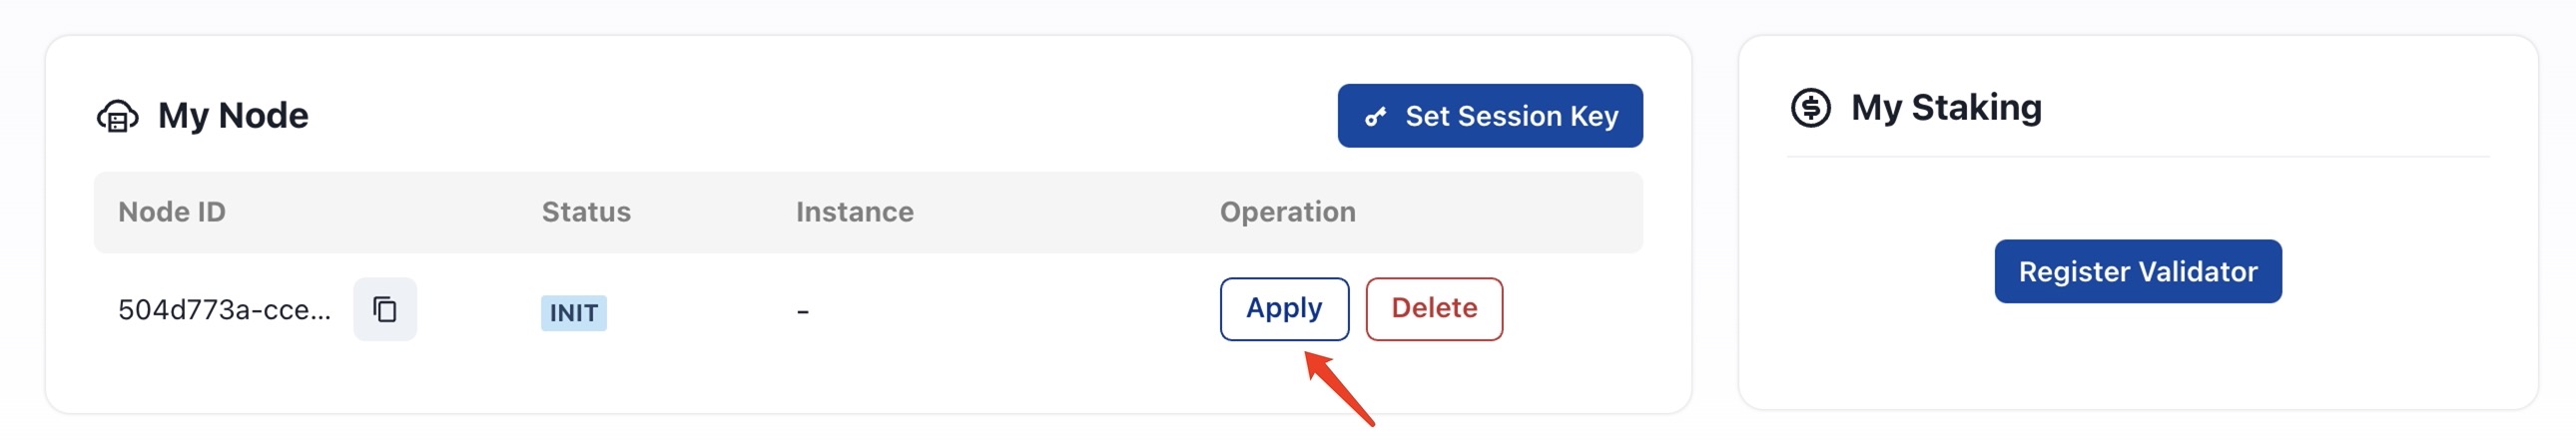 My Node
Set Session Key
Node ID Status Instance Operation
504d773a-cce... INIT - Apply Delete
My Staking
Register Validator